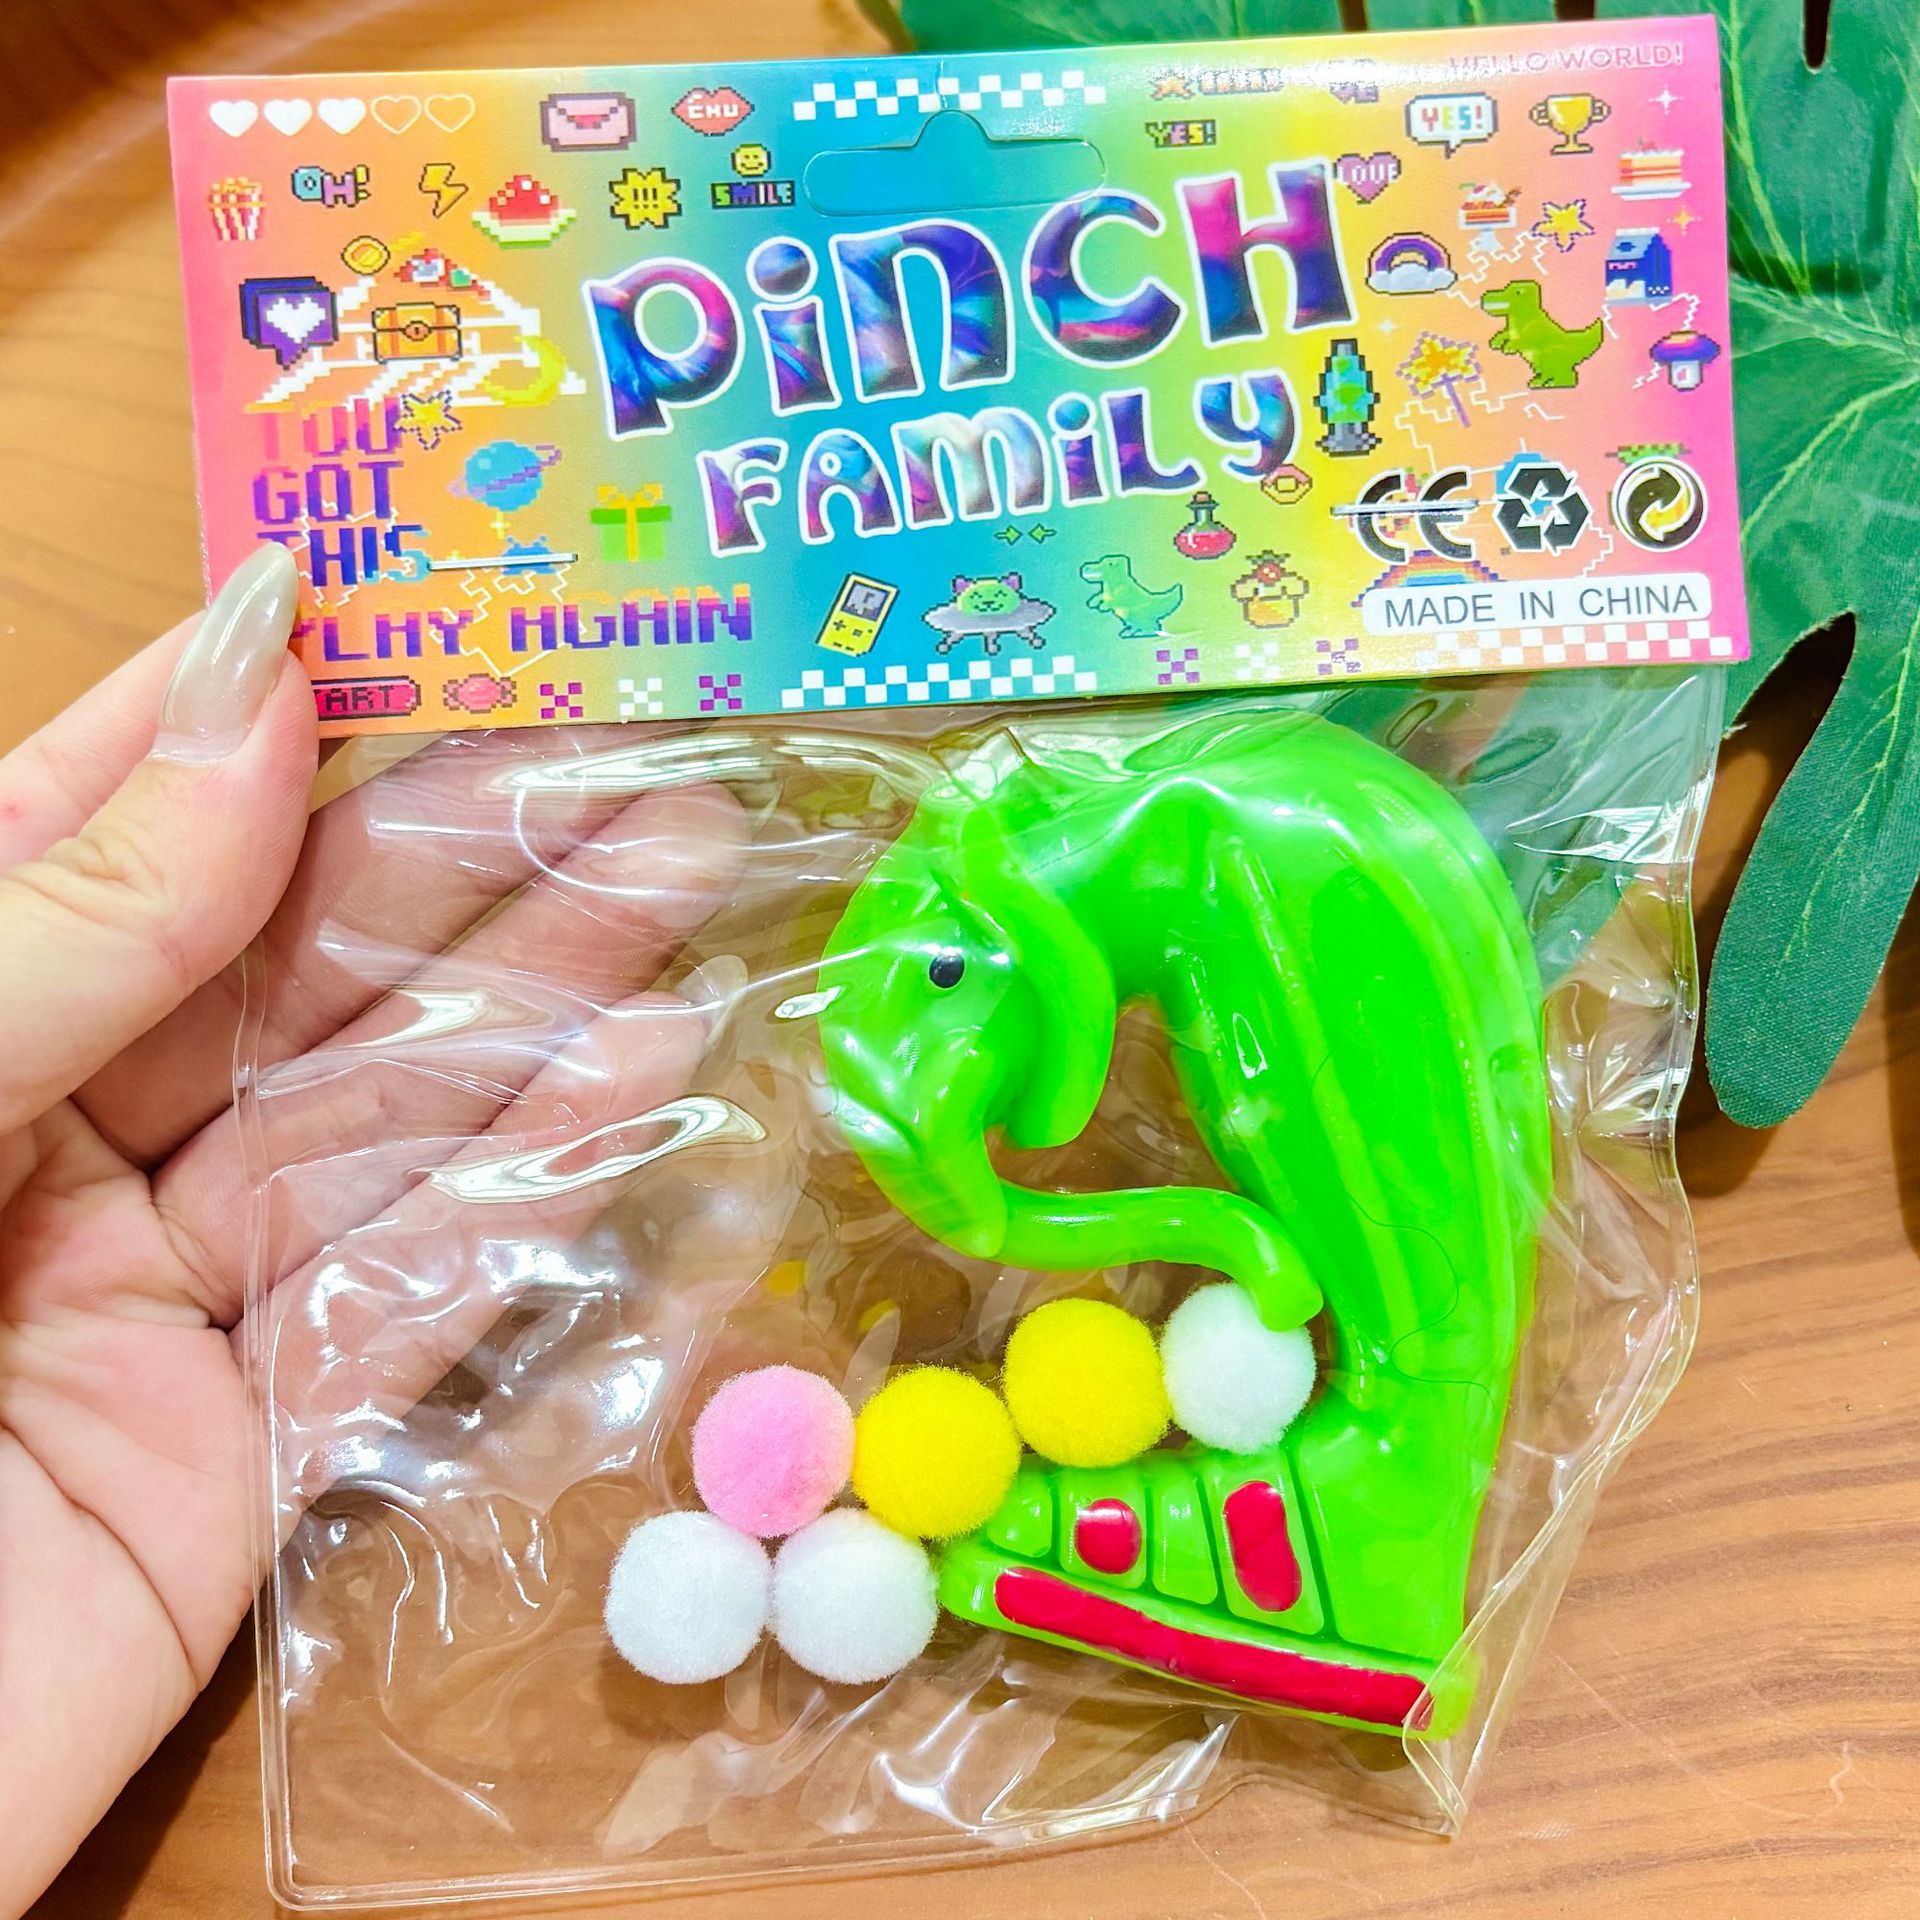 HELLO WORLD!
CHU
YES!
YES!
OH!
!!!
SMILE
LOVE
PiNCH
FAMiLY
YOU
GOT
THIS
CE
PLAY AGAIN
MADE IN CHINA